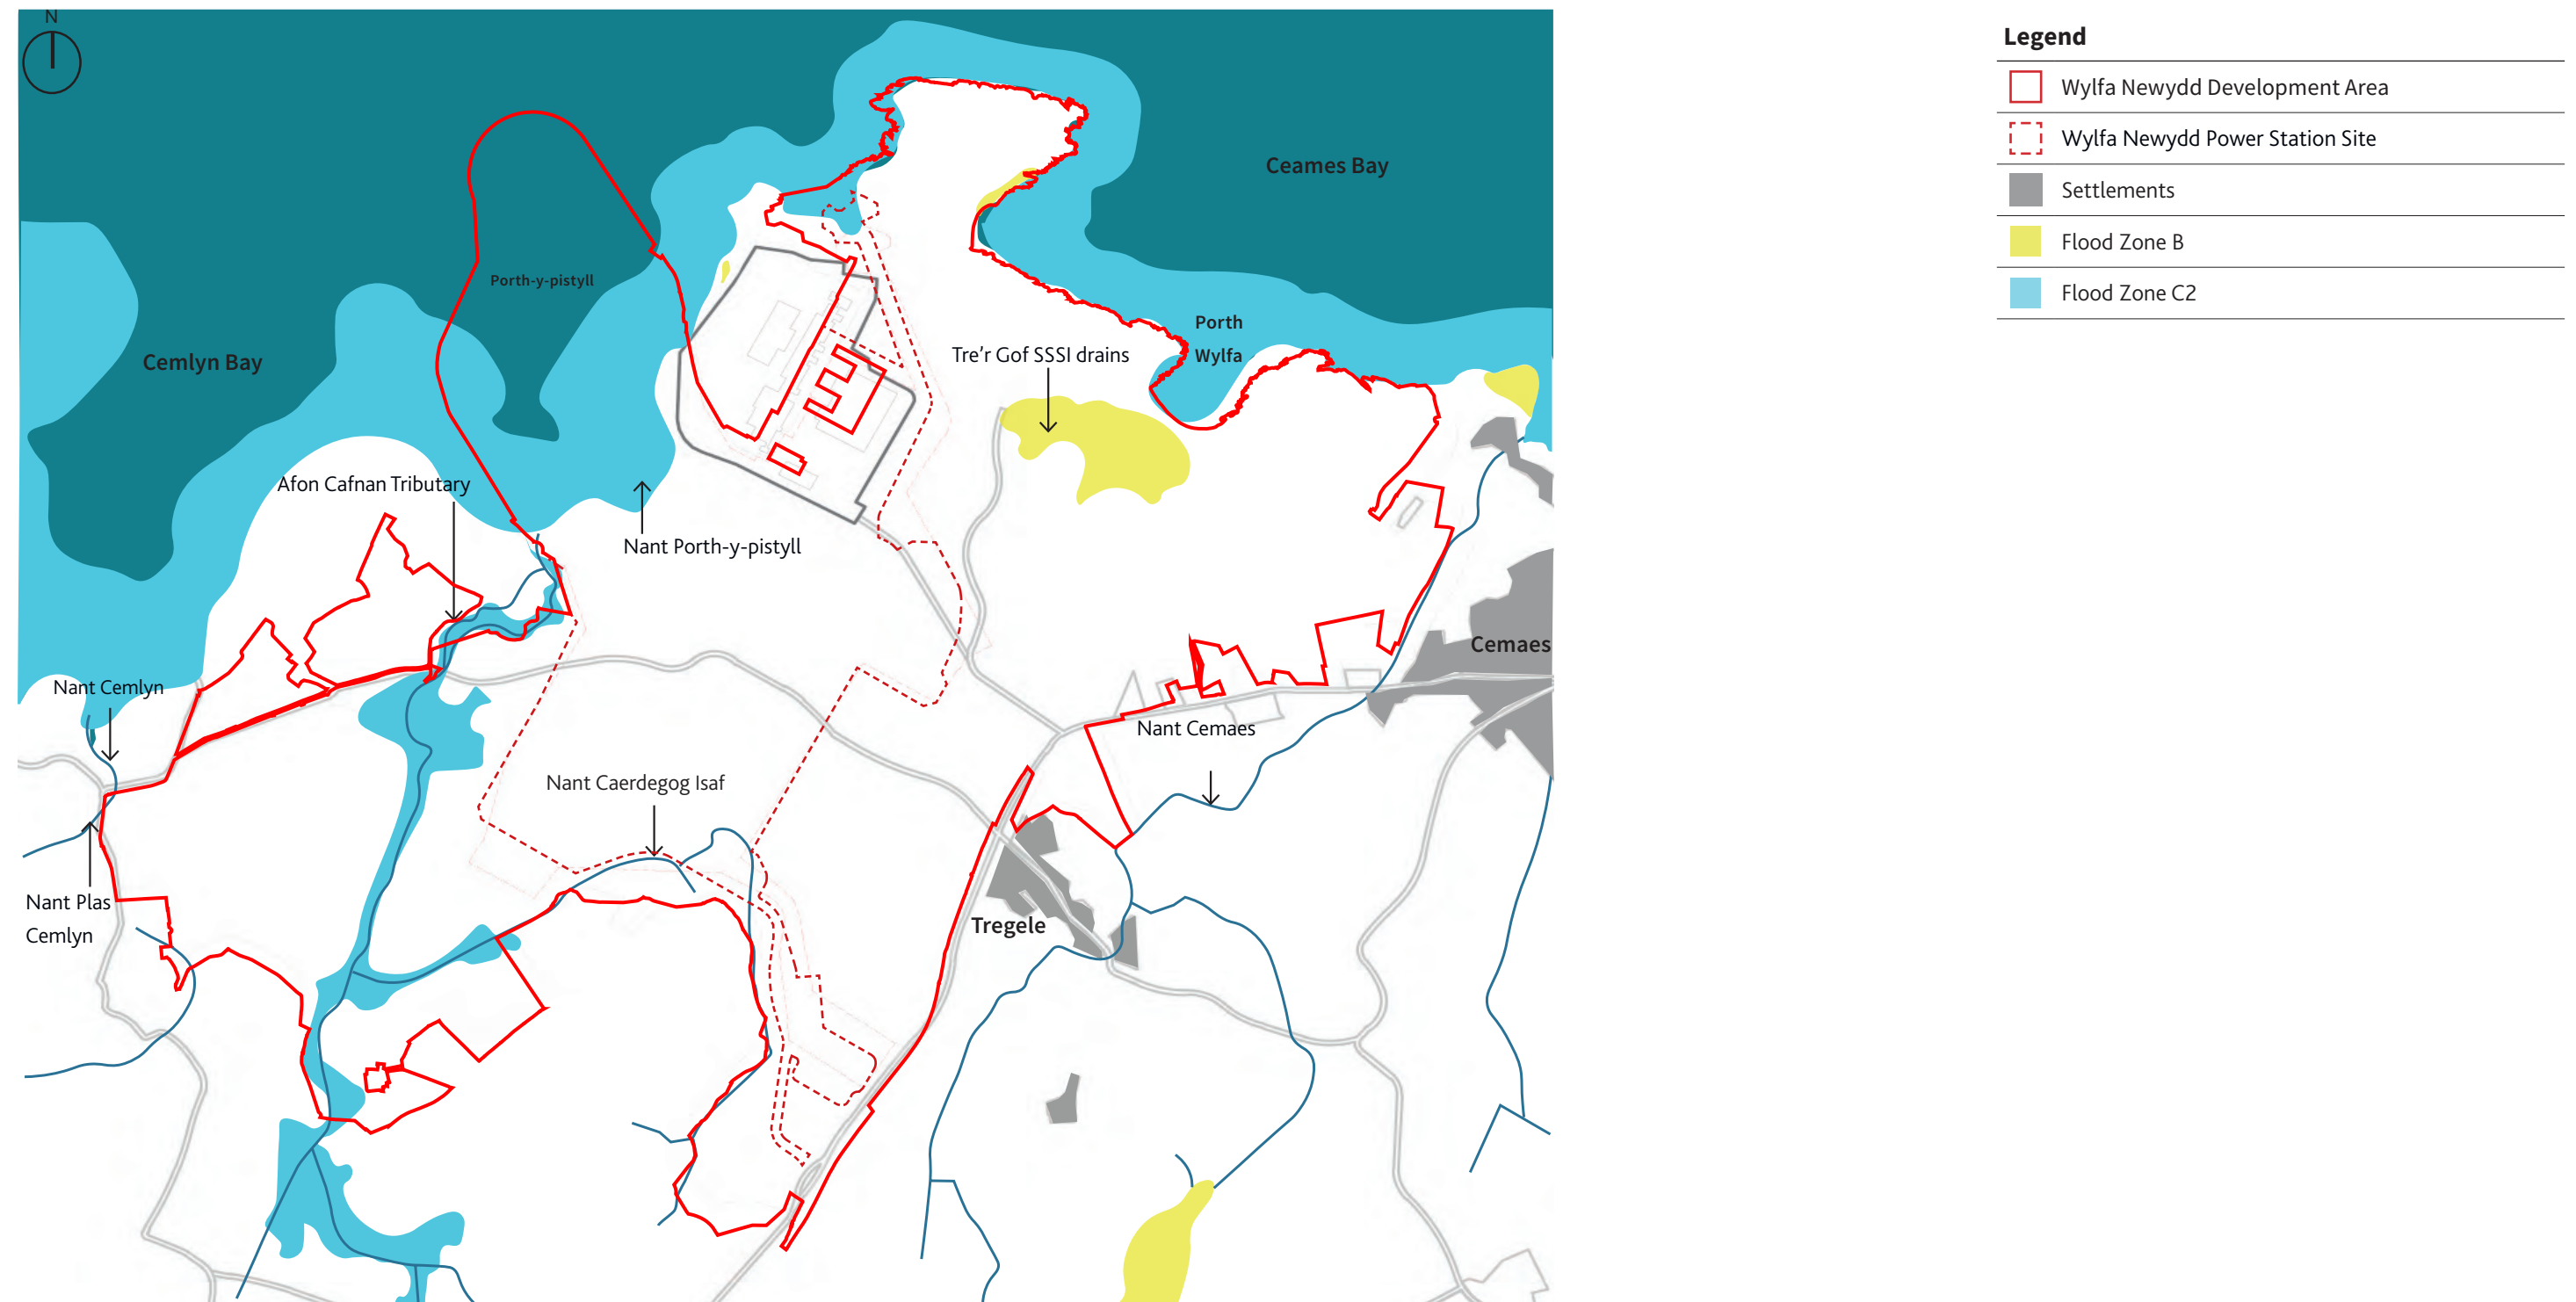 N
Ceames Bay
Porth-y-pistyll
Porth
Wylfa
Cemlyn Bay
Tre'r Gof SSSI drains
Afon Cafnan Tributary
Nant Porth-y-pistyll
Cemaes
Nant Cemlyn
Nant Cemaes
Nant Caerdegog Isaf
Nant Plas
Cemlyn
Tregele
Legend
Wylfa Newydd Development Area
Wylfa Newydd Power Station Site
Settlements
Flood Zone B
Flood Zone C2